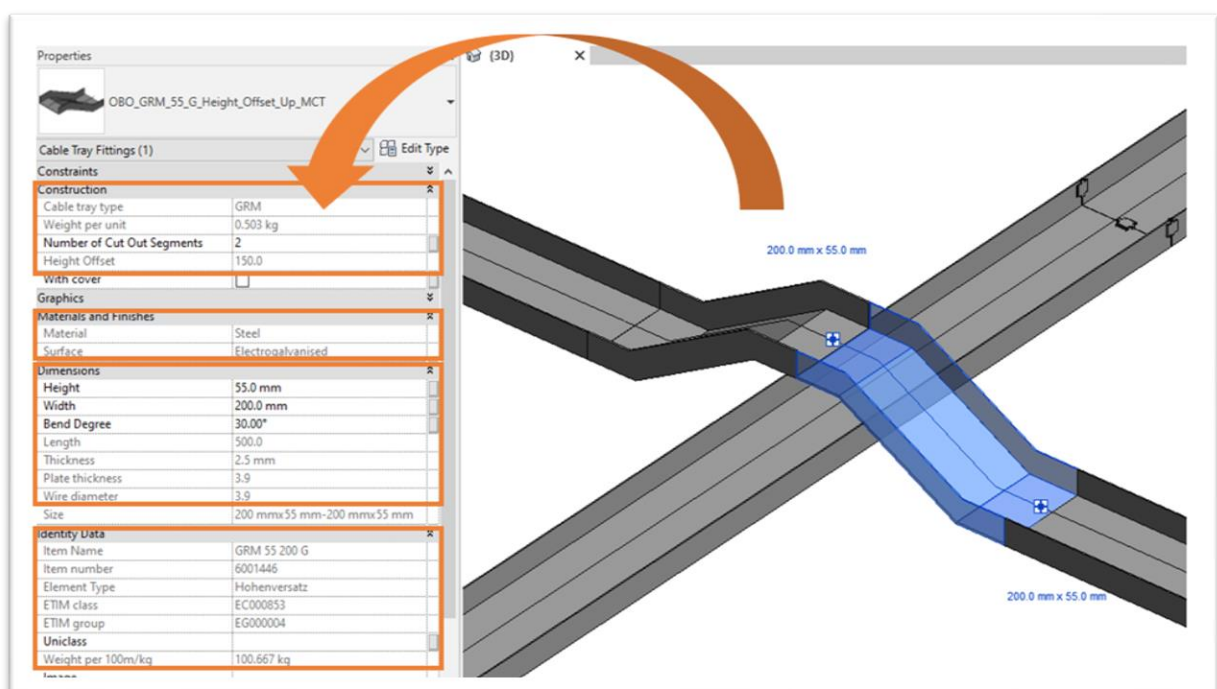 Properties
{3D}
X
OBO_GRM_55_G_Height_Offset_Up_MCT
Cable Tray Fittings (1)
Edit Type
Constraints
Construction
Cable tray type GRM
Weight per unit 0.503 kg
Number of Cut Out Segments 2
Height Offset 150.0
With cover
Graphics
Materials and Finishes
Material Steel
Surface Electrogalvanised
Dimensions
Height 55.0 mm
Width 200.0 mm
Bend Degree 30.00°
Length 500.0
Thickness 2.5 mm
Plate thickness 3.9
Wire diameter 3.9
Size 200 mmx55 mm-200 mmx55 mm
Identity Data
Item Name GRM 55 200 G
Item number 6001446
Element Type Hohenversatz
ETIM class EC000853
ETIM group EG000004
Uniclass
Weight per 100m/kg 100.667 kg
Image
200.0 mm x 55.0 mm
200.0 mm x 55.0 mm